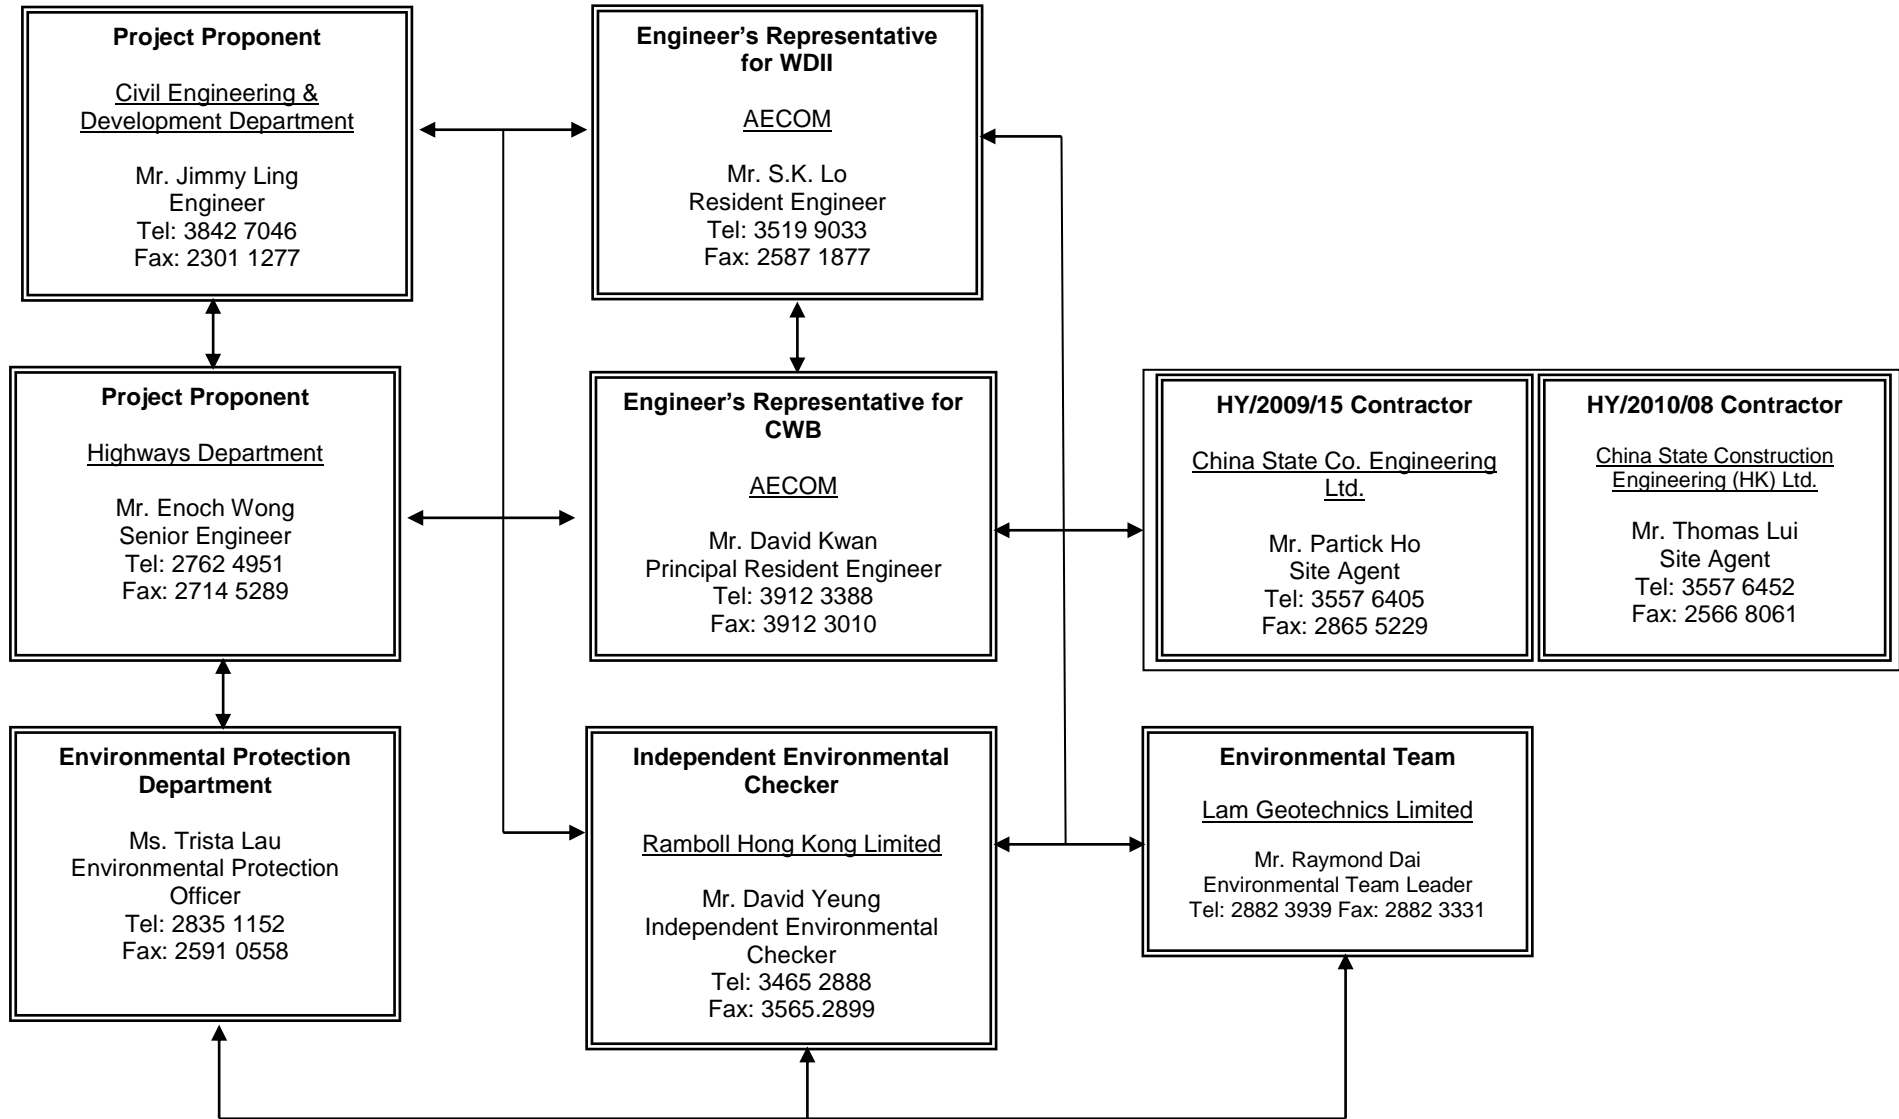 Project Proponent
Civil Engineering &
Development Department
Mr. Jimmy Ling
Engineer
Tel: 3842 7046
Fax: 2301 1277
Engineer’s Representative
for WDII
AECOM
Mr. S.K. Lo
Resident Engineer
Tel: 3519 9033
Fax: 2587 1877
Project Proponent
Highways Department
Mr. Enoch Wong
Senior Engineer
Tel: 2762 4951
Fax: 2714 5289
Engineer’s Representative for
CWB
AECOM
Mr. David Kwan
Principal Resident Engineer
Tel: 3912 3388
Fax: 3912 3010
HY/2009/15 Contractor
China State Co. Engineering
Ltd.
Mr. Partick Ho
Site Agent
Tel: 3557 6405
Fax: 2865 5229
HY/2010/08 Contractor
China State Construction
Engineering (HK) Ltd.
Mr. Thomas Lui
Site Agent
Tel: 3557 6452
Fax: 2566 8061
Environmental Protection
Department
Ms. Trista Lau
Environmental Protection
Officer
Tel: 2835 1152
Fax: 2591 0558
Independent Environmental
Checker
Ramboll Hong Kong Limited
Mr. David Yeung
Independent Environmental
Checker
Tel: 3465 2888
Fax: 3565.2899
Environmental Team
Lam Geotechnics Limited
Mr. Raymond Dai
Environmental Team Leader
Tel: 2882 3939 Fax: 2882 3331